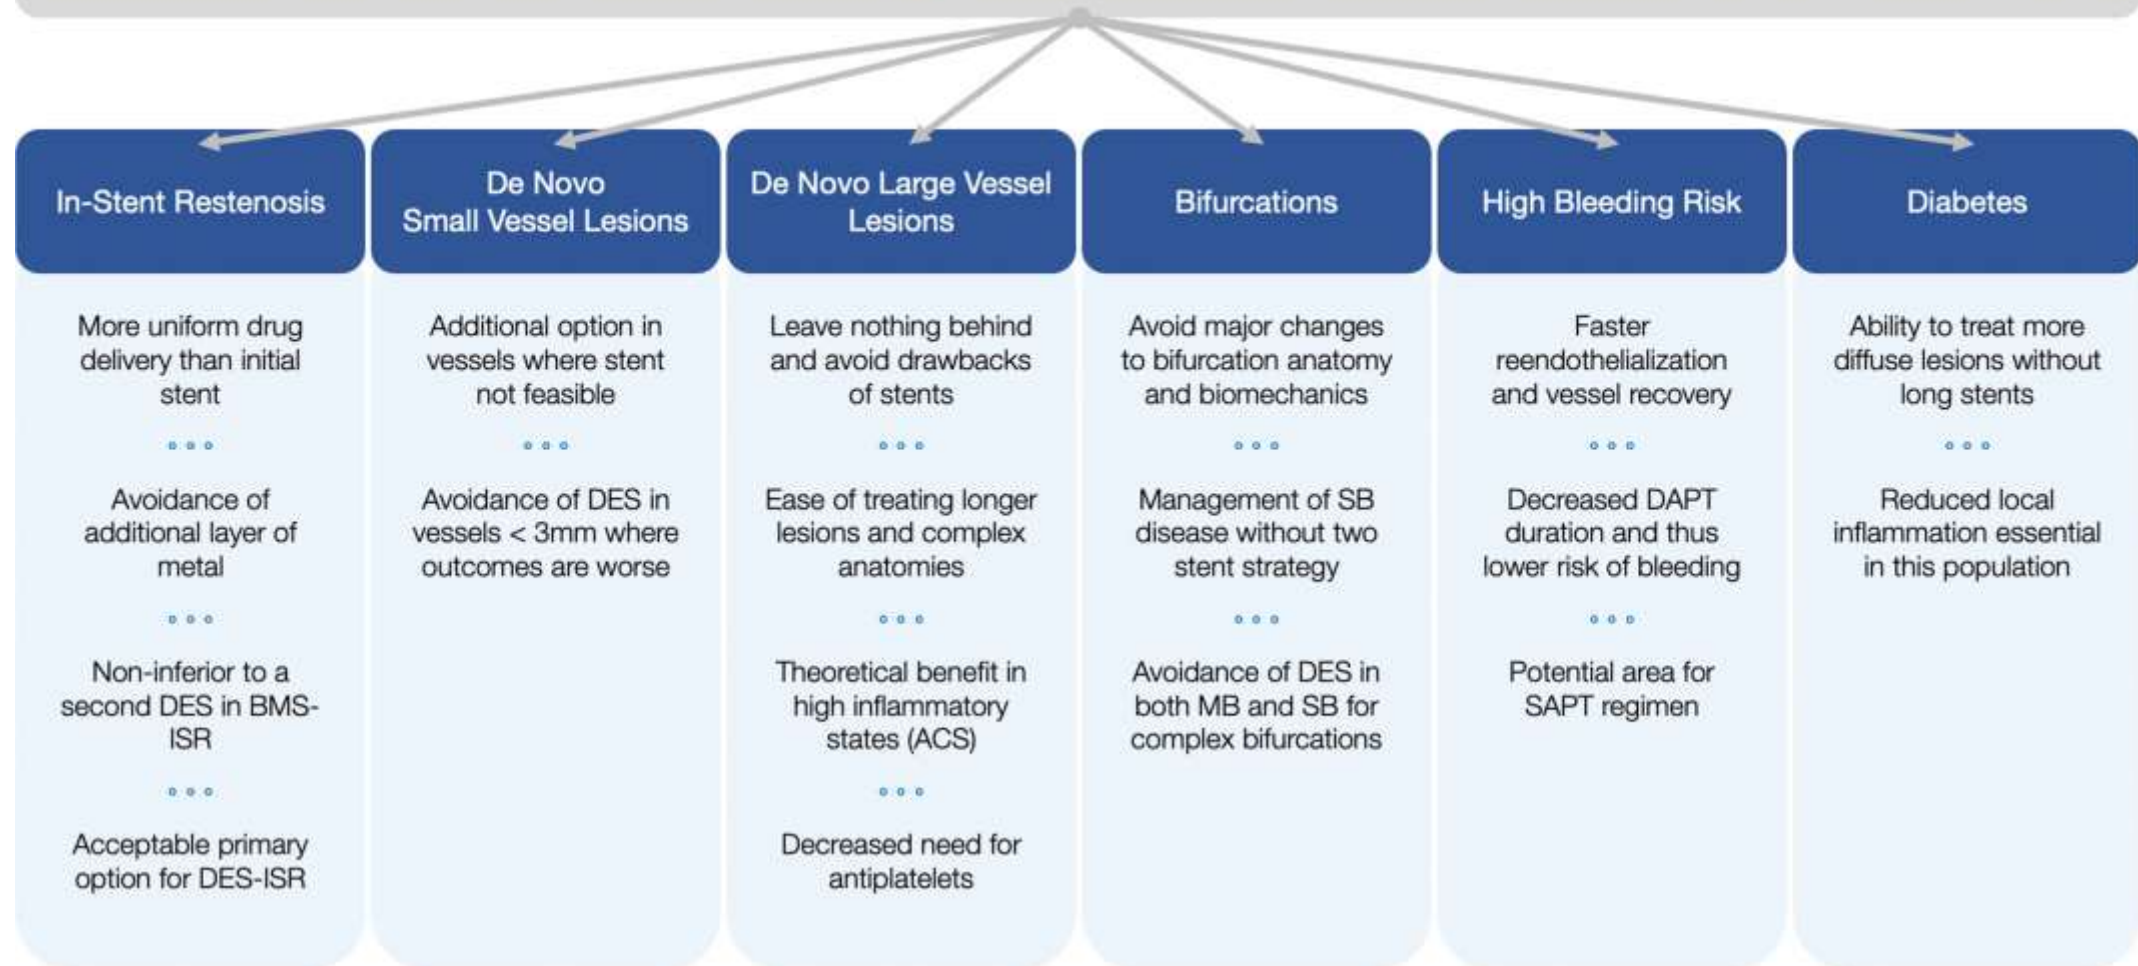 In-Stent Restenosis
More uniform drug
delivery than initial
stent
Avoidance of
additional layer of
metal
Non-inferior to a
second DES in BMS-
ISR
Acceptable primary
option for DES-ISR
De Novo
Small Vessel Lesions
Additional option in
vessels where stent
not feasible
Avoidance of DES in
vessels < 3mm where
outcomes are worse
De Novo Large Vessel
Lesions
Leave nothing behind
and avoid drawbacks
of stents
Ease of treating longer
lesions and complex
anatomies
Theoretical benefit in
high inflammatory
states (ACS)
Decreased need for
antiplatelets
Bifurcations
Avoid major changes
to bifurcation anatomy
and biomechanics
Management of SB
disease without two
stent strategy
Avoidance of DES in
both MB and SB for
complex bifurcations
High Bleeding Risk
Faster
reendothelialization
and vessel recovery
Decreased DAPT
duration and thus
lower risk of bleeding
Potential area for
SAPT regimen
Diabetes
Ability to treat more
diffuse lesions without
long stents
Reduced local
inflammation essential
in this population